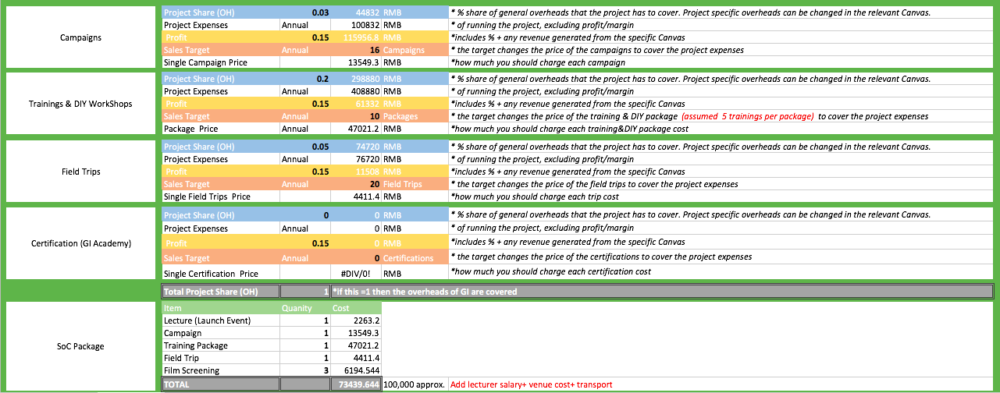 Project Share (OH) 0.03 44832 RMB * % share of general overheads that the project has to cover. Project specific overheads can be changed in the relevant Canvas.
Project Expenses Annual 100832 RMB * of running the project, excluding profit/margin
Campaigns Profit 0.15 115956.8 RMB *includes % + any revenue generated from the specific Canvas
Sales Target Annual 16 Campaigns * the target changes the price of the campaigns to cover the project expenses
Single Campaign Price 13549.3 RMB *how much you should charge each campaign
Project Share (OH) 0.2 298880 RMB * % share of general overheads that the project has to cover. Project specific overheads can be changed in the relevant Canvas.
Project Expenses Annual 408880 RMB * of running the project, excluding profit/margin
Trainings & DIY WorkShops Profit 0.15 61332 RMB *includes % + any revenue generated from the specific Canvas
Sales Target Annual 10 Packages * the target changes the price of the training & DIY package (assumed 5 trainings per package) to cover the project expenses
Package Price Annual 47021.2 RMB *how much you should charge each training&DIY package cost
Project Share (OH) 0.05 74720 RMB * % share of general overheads that the project has to cover. Project specific overheads can be changed in the relevant Canvas.
Project Expenses Annual 76720 RMB * of running the project, excluding profit/margin
Field Trips Profit 0.15 11508 RMB *includes % + any revenue generated from the specific Canvas
Sales Target Annual 20 Field Trips * the target changes the price of the field trips to cover the project expenses
Single Field Trips Price 4411.4 RMB *how much you should charge each trip cost
Project Share (OH) 0 0 RMB * % share of general overheads that the project has to cover. Project specific overheads can be changed in the relevant Canvas.
Project Expenses Annual 0 RMB * of running the project, excluding profit/margin
Certification (GI Academy) Profit 0.15 0 RMB *includes % + any revenue generated from the specific Canvas
Sales Target Annual 0 Certifications * the target changes the price of the certifications to cover the project expenses
Single Certification Price #DIV/0! RMB *how much you should charge each certification cost
Total Project Share (OH) 1 *If this =1 then the overheads of GI are covered
Item Quanity Cost
Lecture (Launch Event) 1 2263.2
Campaign 1 13549.3
SoC Package Training Package 1 47021.2
Field Trip 1 4411.4
Film Screening 3 6194.544
TOTAL 73439.644 100,000 approx. Add lecturer salary+ venue cost+ transport